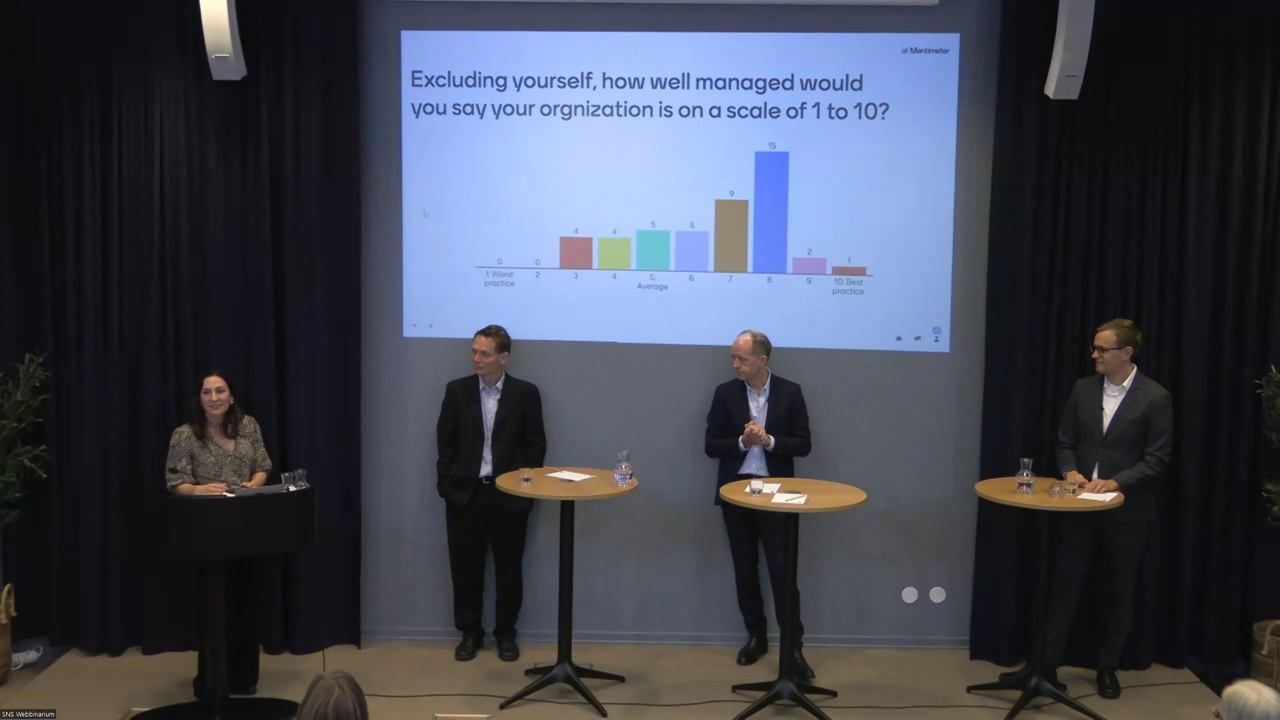 Mentimeter
Excluding yourself, how well managed would
you say your orgnization is on a scale of 1 to 10?
15
9
5
5
4
4
2
1
0
0
1: Worst
practice
2
3
4
5:
Average
6
7
8
9
10: Best
practice
SNS Webbinarium